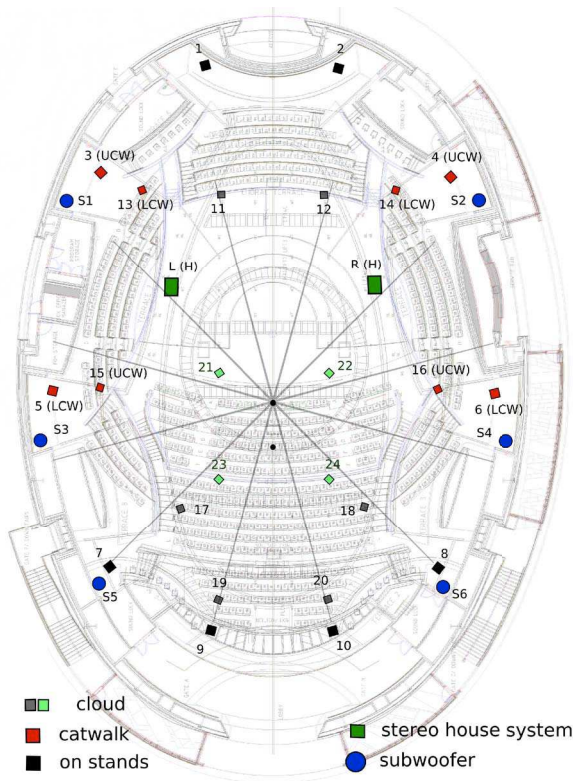 1 2
3 (UCW) 4 (UCW)
S1 13 (LCW) 14 (LCW) S2
11 12
L (H) R (H)
21 22
15 (UCW) 16 (UCW)
5 (LCW) 6 (LCW)
S3 S4
23 24
17 18
7 8
S5 19 20 S6
9 10
cloud
catwalk stereo house system
on stands subwoofer